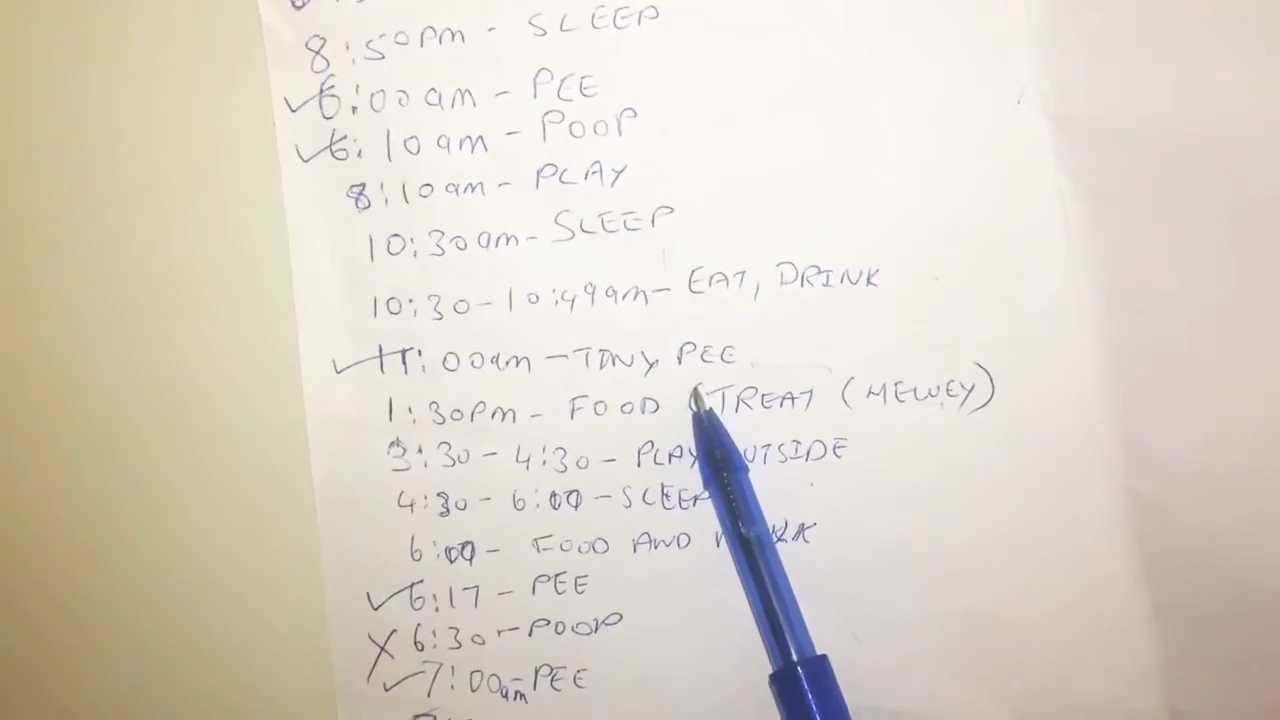 8:50PM - SLEEP
✓ 6:00am - PEE
✓ 6:10am - POOP
8:10am - PLAY
10:30am - SLEEP
10:30 - 10:49am - EAT, DRINK
✓ 11:00am - TINY PEE
1:30PM - FOOD TREAT (MEWEY)
3:30 - 4:30 - PLAY OUTSIDE
4:30 - 6:00 - SLEEP
6:00 - FOOD AND
✓ 6:17 - PEE
X 6:30 - POOP
✓ 7:00am - PEE